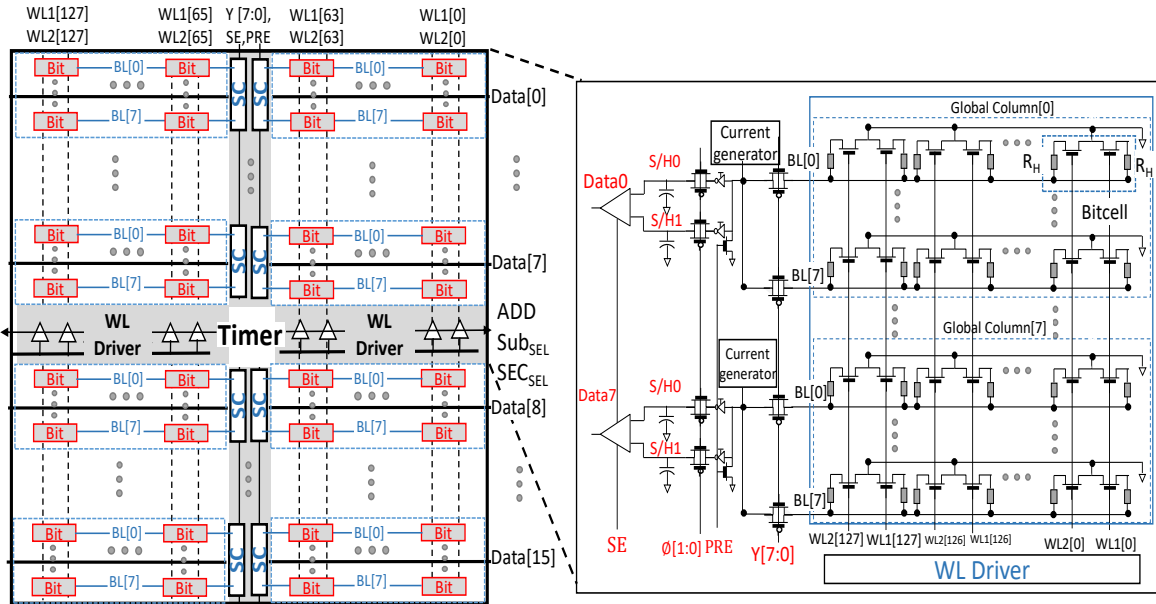 WL1[127] WL1[65] Y [7:0], WL1[63] WL1[0]
WL2[127] WL2[65] SE,PRE WL2[63] WL2[0]
Bit BL[0] Bit SC SC Bit BL[0] Bit
Data[0]
Bit BL[7] Bit Bit BL[7] Bit
Bit BL[0] Bit SC SC Bit BL[0] Bit
Data[7]
Bit BL[7] Bit Bit BL[7] Bit
WL Driver
Timer
WL Driver
ADD
Sub_SEL
SEC_SEL
Bit BL[0] Bit SC SC Bit BL[0] Bit
Data[8]
Bit BL[7] Bit Bit BL[7] Bit
Bit BL[0] Bit SC SC Bit BL[0] Bit
Data[15]
Bit BL[7] Bit Bit BL[7] Bit
Global Column[0]
Current
generator
S/H0
BL[0]
R_H R_H
Data0
S/H1
Bitcell
BL[7]
Global Column[7]
Current
generator
S/H0
BL[0]
Data7
S/H1
BL[7]
SE Ø[1:0] PRE Y[7:0]
WL2[127] WL1[127] WL2[126] WL1[126] WL2[0] WL1[0]
WL Driver